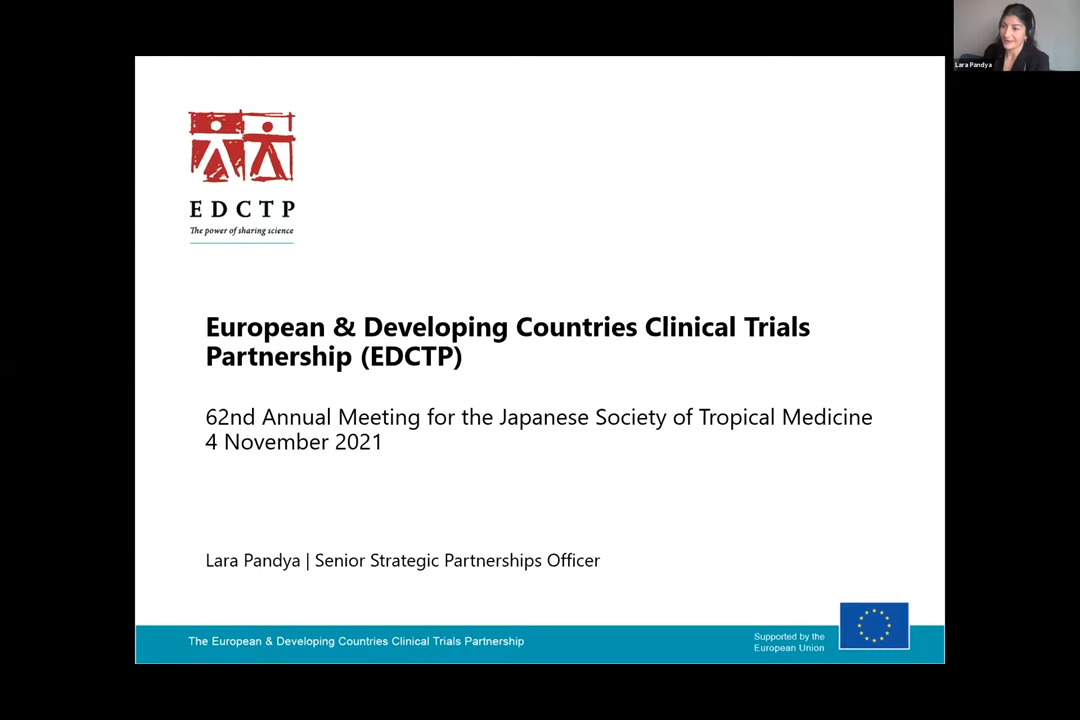 Lara Pandya
EDCTP
The power of sharing science
European & Developing Countries Clinical Trials
Partnership (EDCTP)
62nd Annual Meeting for the Japanese Society of Tropical Medicine
4 November 2021
Lara Pandya | Senior Strategic Partnerships Officer
The European & Developing Countries Clinical Trials Partnership
Supported by the
European Union